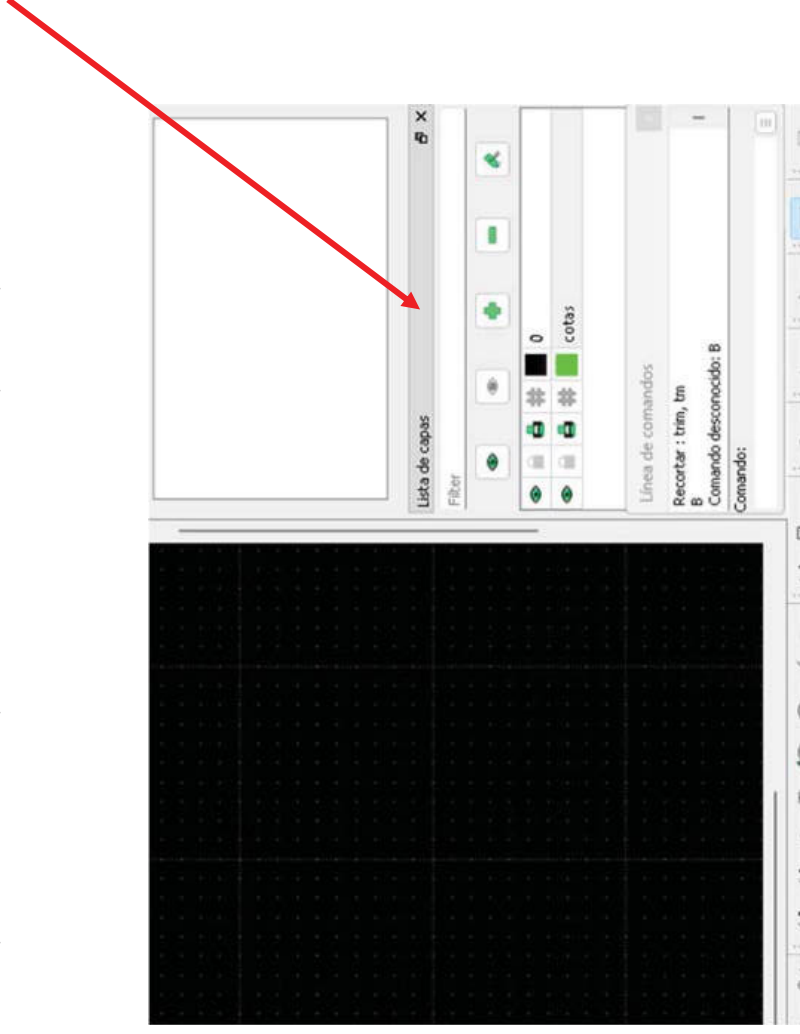 Lista de capas
Filter
0
cotas
Línea de comandos
Recortar : trim, tm
B
Comando desconocido: B
Comando: